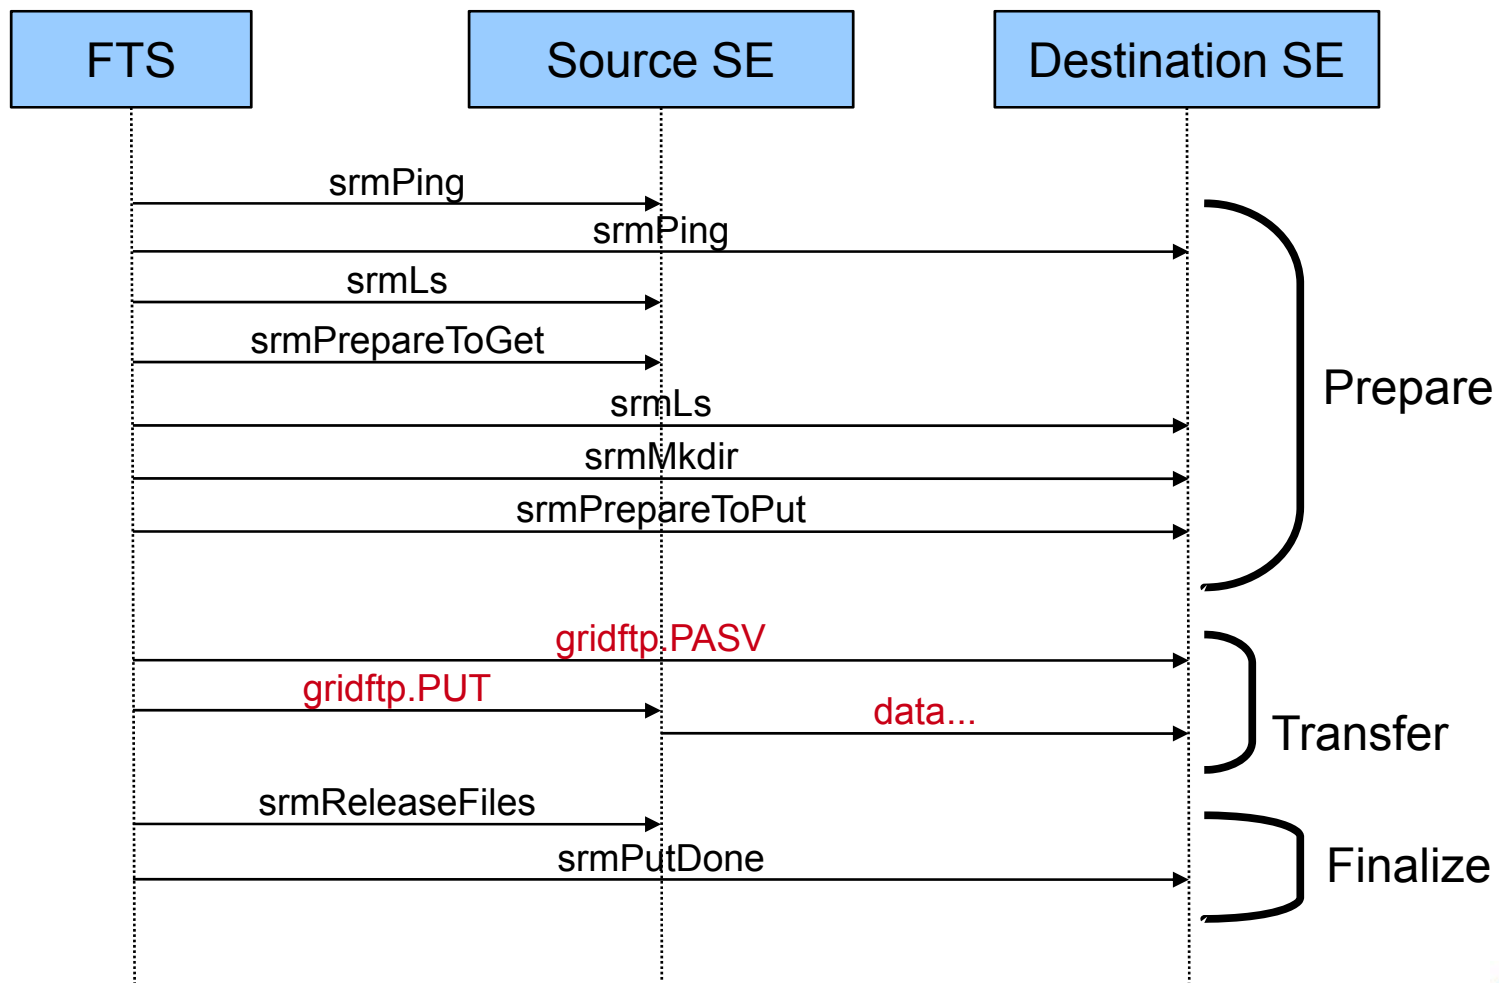 FTS
Source SE
Destination SE
srmPing
srmPing
srmLs
srmPrepareToGet
srmLs
srmMkdir
srmPrepareToPut
Prepare
gridftp.PASV
gridftp.PUT
data...
Transfer
srmReleaseFiles
srmPutDone
Finalize